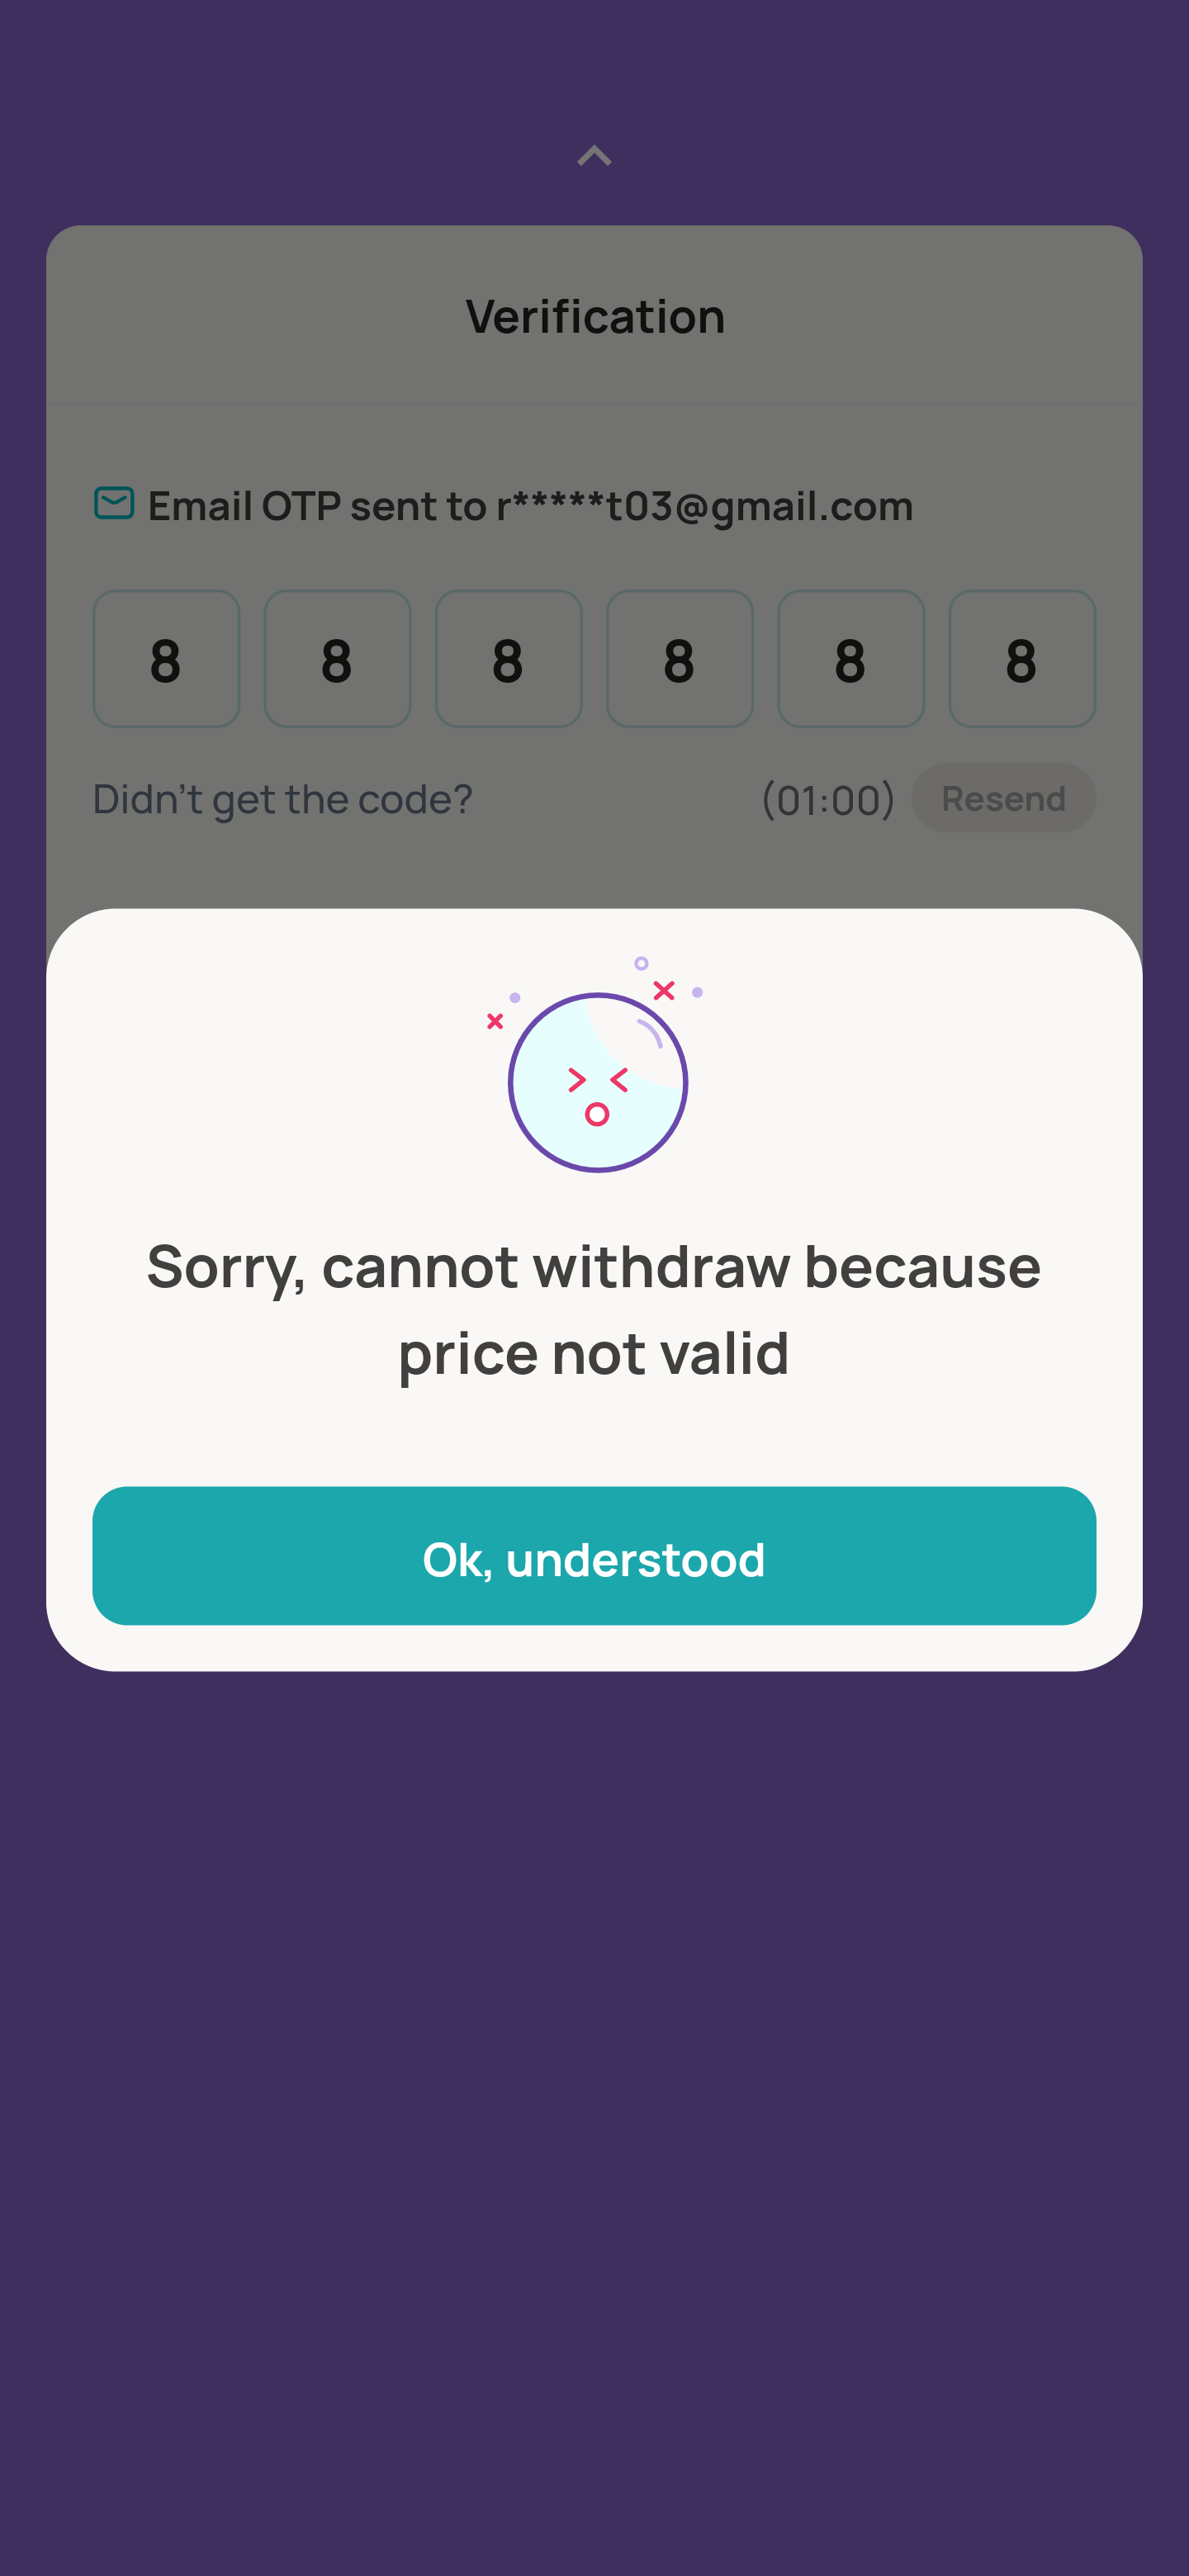 Verification
Email OTP sent to r*****t03@gmail.com
8 8 8 8 8 8
Didn't get the code? (01:00) Resend
Sorry, cannot withdraw because
price not valid
Ok, understood